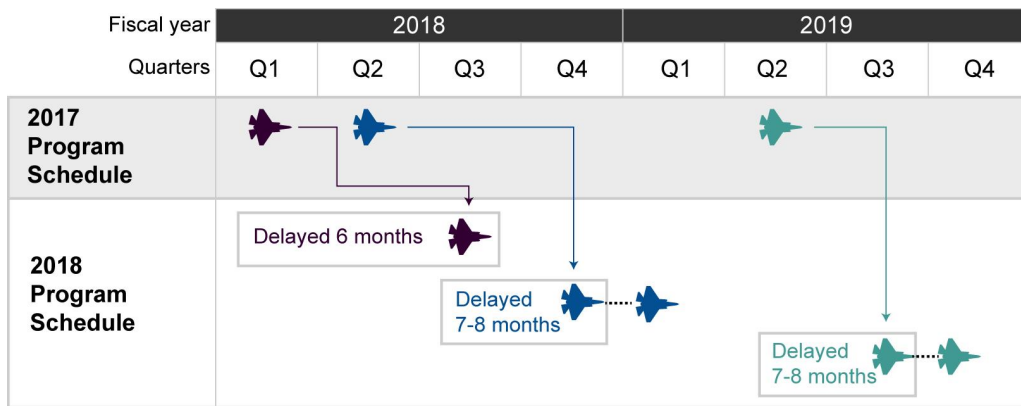 Fiscal year 2018 2019
Quarters Q1 Q2 Q3 Q4 Q1 Q2 Q3 Q4
2017
Program
Schedule
2018
Program
Schedule
Delayed 6 months
Delayed
7-8 months
Delayed
7-8 months